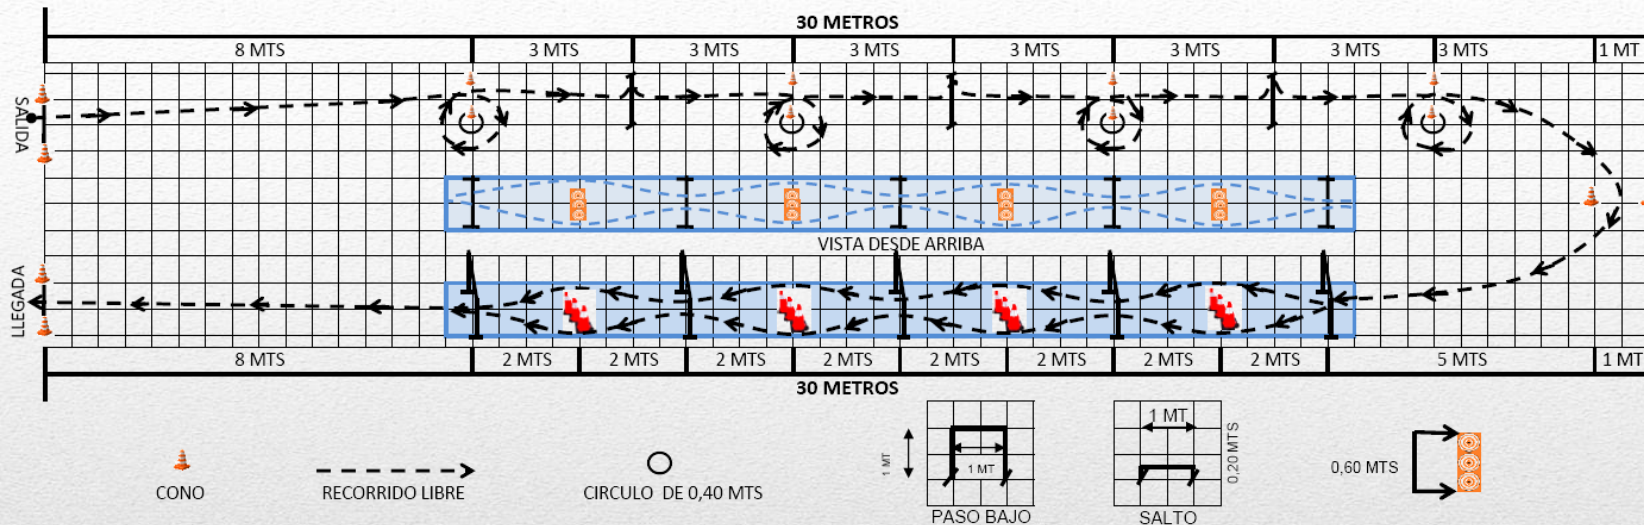 30 METROS
8 MTS 3 MTS 3 MTS 3 MTS 3 MTS 3 MTS 3 MTS 3 MTS 1 MT
SALIDA
VISTA DESDE ARRIBA
LLEGADA
8 MTS 2 MTS 2 MTS 2 MTS 2 MTS 2 MTS 2 MTS 2 MTS 2 MTS 5 MTS 1 MT
30 METROS
CONO
RECORRIDO LIBRE
CIRCULO DE 0,40 MTS
1 MT
1 MT
PASO BAJO
1 MT
0,20 MTS
SALTO
0,60 MTS